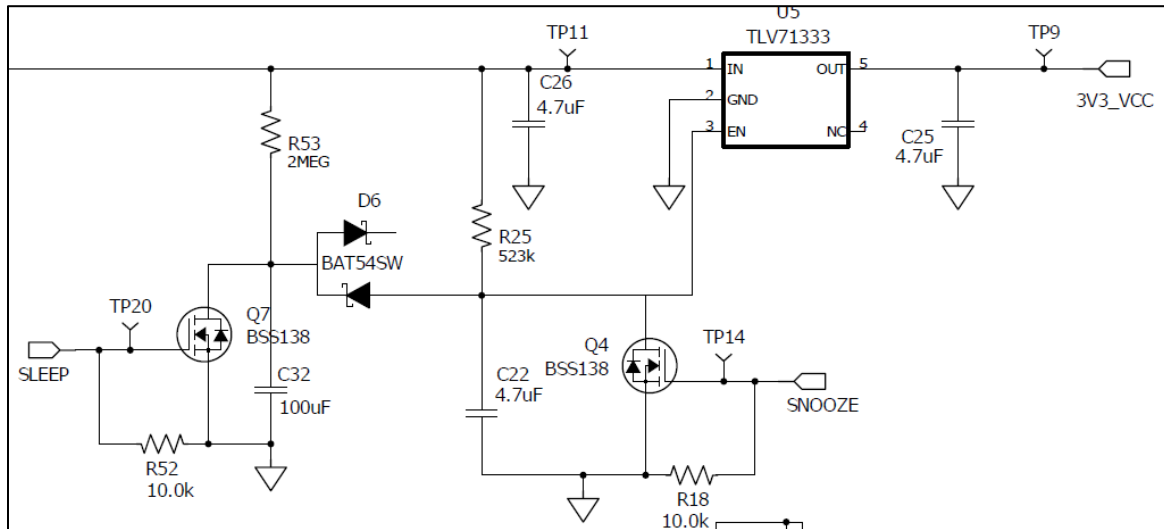 U5
TLV71333
TP11
TP9
1 IN OUT 5
2 GND
3 EN NC 4
C26
4.7uF
3V3_VCC
C25
4.7uF
R53
2MEG
D6
BAT54SW
R25
523k
TP20
Q7
BSS138
SLEEP
Q4
BSS138
TP14
SNOOZE
C32
100uF
C22
4.7uF
R52
10.0k
R18
10.0k